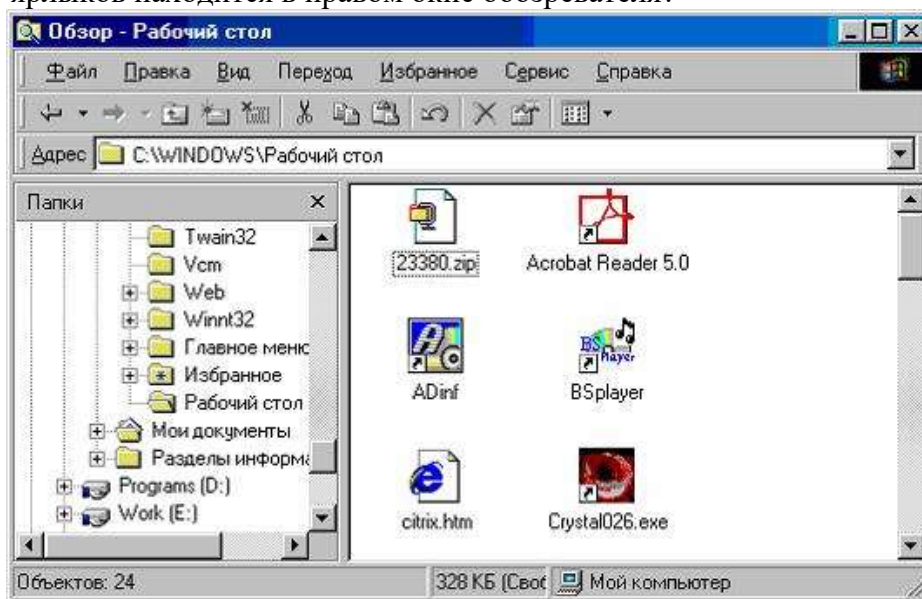 ярлыков находится в правом окне обозревателя?
Обзор - Рабочий стол
Файл Правка Вид Переход Избранное Сервис Справка
Адрес C:\WINDOWS\Рабочий стол
Папки
Twain32
Vcm
Web
Winnt32
Главное меню
Избранное
Рабочий стол
Мои документы
Разделы информа
Programs (D:)
Work (E:)
23380.zip
Acrobat Reader 5.0
ADinf
BSplayer
citrix.htm
Crystal026.exe
Объектов: 24
328 КБ (Своб
Мой компьютер